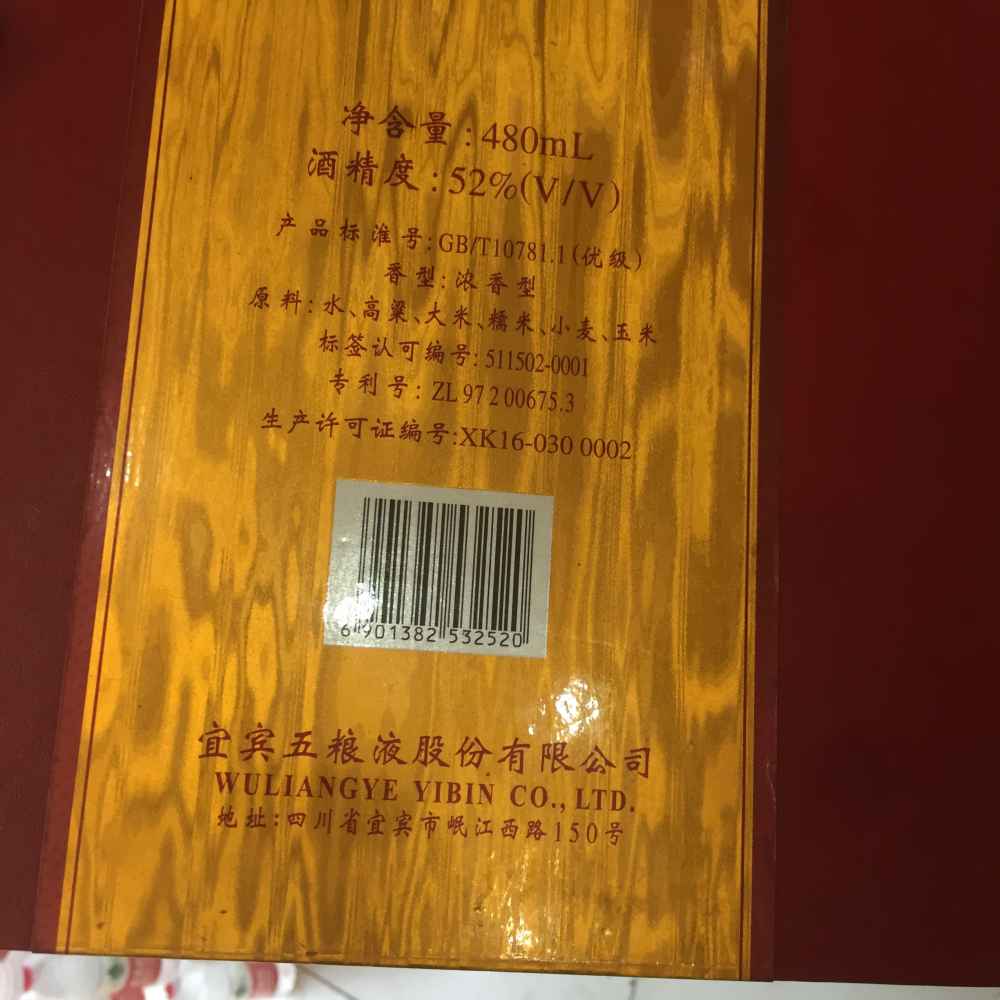 净含量:480mL
酒精度:52%(V/V)
产品标准号:GB/T10781.1(优级)
香型:浓香型
原料:水、高粱、大米、糯米、小麦、玉米
标签认可编号:511502-0001
专利号:ZL 97 2 00675.3
生产许可证编号:XK16-030 0002
6 901382 532520
宜宾五粮液股份有限公司
WULIANGYE YIBIN CO., LTD.
地址:四川省宜宾市岷江西路150号